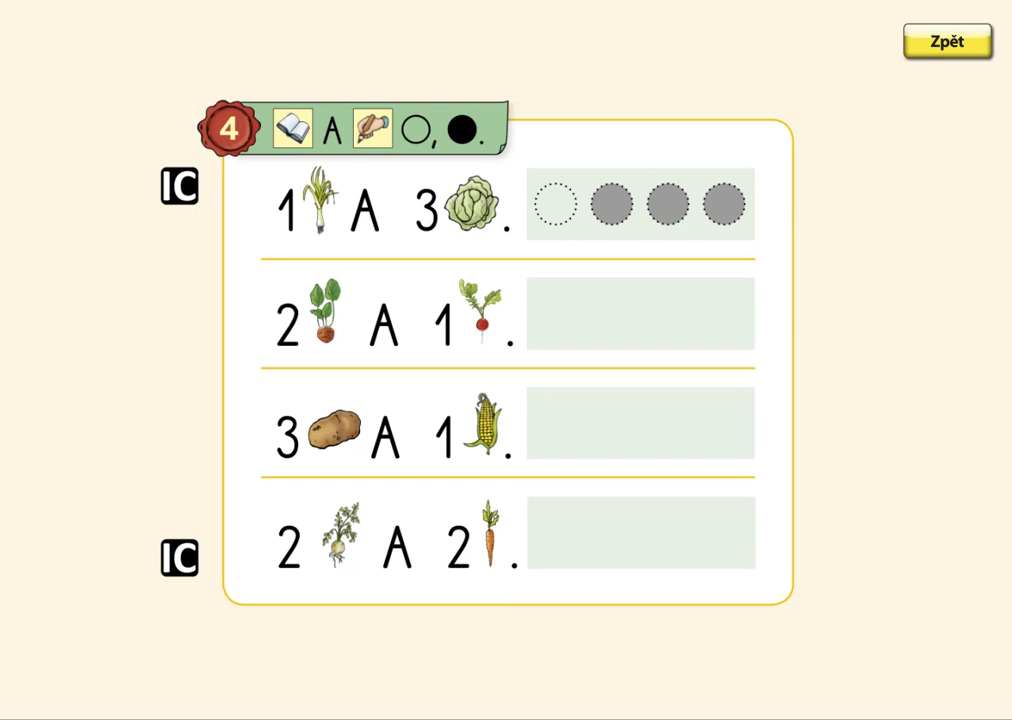 Zpět
4 A ○, ●.
IC
1 A 3.
2 A 1.
3 A 1.
2 A 2.
IC